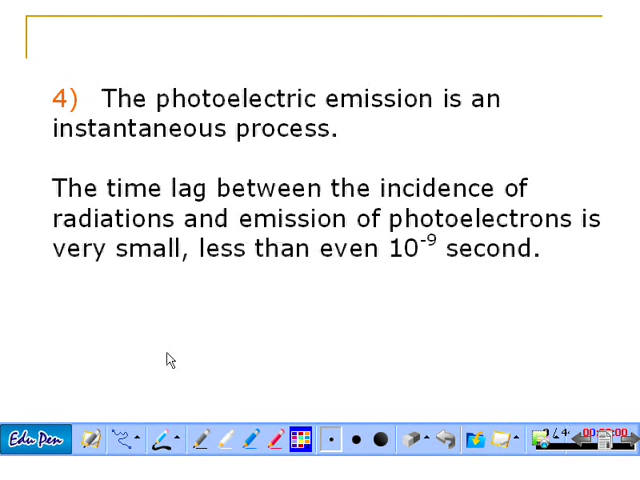 4) The photoelectric emission is an
instantaneous process.
The time lag between the incidence of
radiations and emission of photoelectrons is
very small, less than even 10⁻⁹ second.
Edu Pen